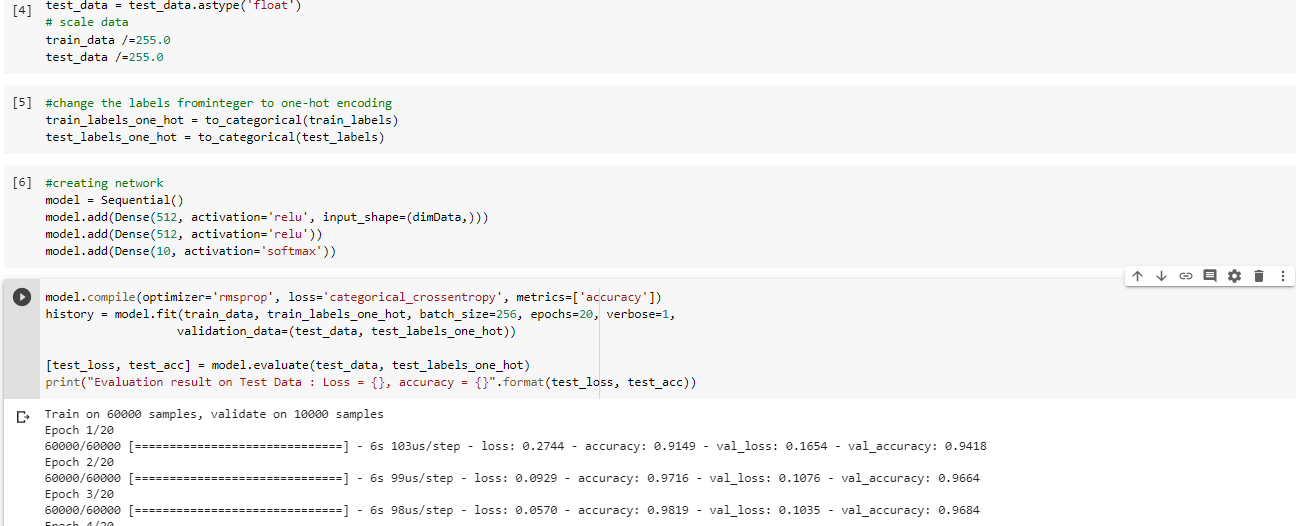 [4] test_data = test_data.astype('float')
# scale data
train_data /=255.0
test_data /=255.0
[5] #change the labels frominteger to one-hot encoding
train_labels_one_hot = to_categorical(train_labels)
test_labels_one_hot = to_categorical(test_labels)
[6] #creating network
model = Sequential()
model.add(Dense(512, activation='relu', input_shape=(dimData,)))
model.add(Dense(512, activation='relu'))
model.add(Dense(10, activation='softmax'))
model.compile(optimizer='rmsprop', loss='categorical_crossentropy', metrics=['accuracy'])
history = model.fit(train_data, train_labels_one_hot, batch_size=256, epochs=20, verbose=1,
validation_data=(test_data, test_labels_one_hot))
[test_loss, test_acc] = model.evaluate(test_data, test_labels_one_hot)
print("Evaluation result on Test Data : Loss = {}, accuracy = {}".format(test_loss, test_acc))
Train on 60000 samples, validate on 10000 samples
Epoch 1/20
60000/60000 [==============================] - 6s 103us/step - loss: 0.2744 - accuracy: 0.9149 - val_loss: 0.1654 - val_accuracy: 0.9418
Epoch 2/20
60000/60000 [==============================] - 6s 99us/step - loss: 0.0929 - accuracy: 0.9716 - val_loss: 0.1076 - val_accuracy: 0.9664
Epoch 3/20
60000/60000 [==============================] - 6s 98us/step - loss: 0.0570 - accuracy: 0.9819 - val_loss: 0.1035 - val_accuracy: 0.9684
Epoch 4/20